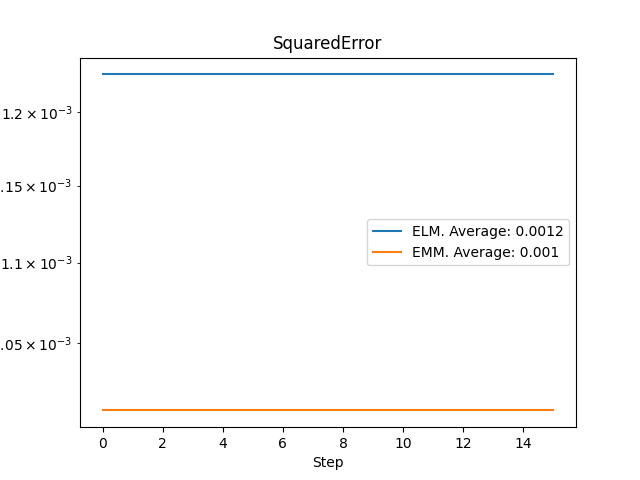 SquaredError
1.2 × 10⁻³
.15 × 10⁻³
1.1 × 10⁻³
.05 × 10⁻³
ELM. Average: 0.0012
EMM. Average: 0.001
0 2 4 6 8 10 12 14
Step